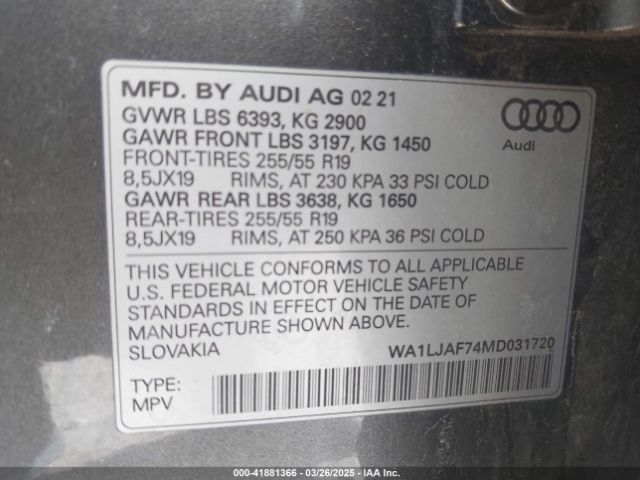 MFD. BY AUDI AG 02 21
GVWR LBS 6393, KG 2900
GAWR FRONT LBS 3197, KG 1450
FRONT-TIRES 255/55 R19
8,5JX19 RIMS, AT 230 KPA 33 PSI COLD
GAWR REAR LBS 3638, KG 1650
REAR-TIRES 255/55 R19
8,5JX19 RIMS, AT 250 KPA 36 PSI COLD
Audi
THIS VEHICLE CONFORMS TO ALL APPLICABLE
U.S. FEDERAL MOTOR VEHICLE SAFETY
STANDARDS IN EFFECT ON THE DATE OF
MANUFACTURE SHOWN ABOVE.
SLOVAKIA WA1LJAF74MD031720
TYPE:
MPV
000-41881366 — 03/26/2025 — IAA Inc.